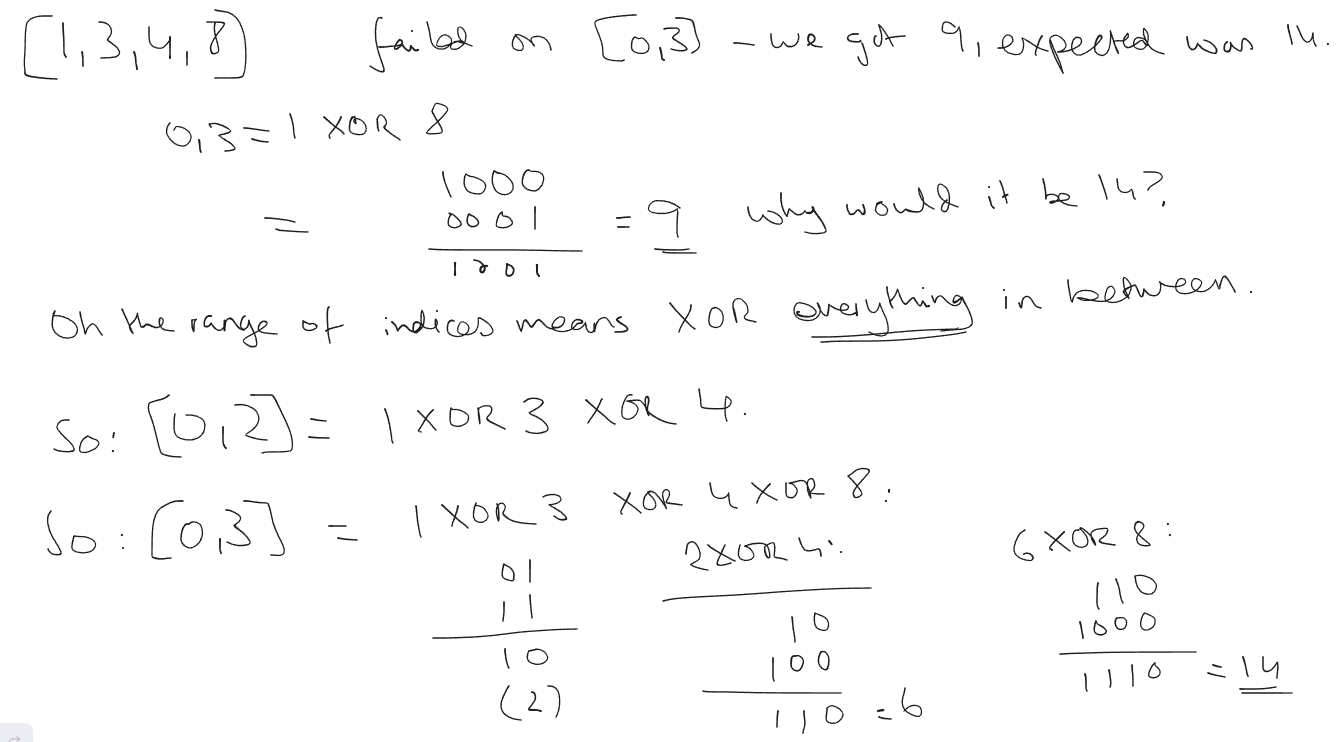 [1,3,4,8] failed on [0,3] - we got 9, expected was 14.
0,3 = 1 XOR 8
1000
= 0001 = 9 why would it be 14?
1001
Oh the range of indices means XOR everything in between.
So: [0,2] = 1 XOR 3 XOR 4.
So: [0,3] = 1 XOR 3 XOR 4 XOR 8:
01
11
10
(2)
2 XOR 4:
10
100
110 = 6
6 XOR 8:
110
1000
1110 = 14